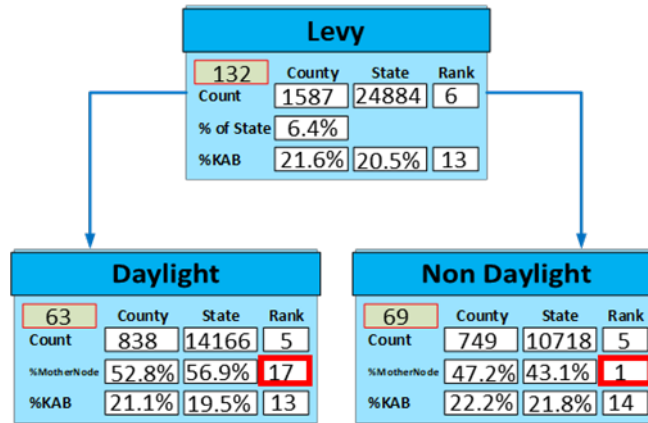 Levy
132 County State Rank
Count 1587 24884 6
% of State 6.4%
%KAB 21.6% 20.5% 13
Daylight
63 County State Rank
Count 838 14166 5
%MotherNode 52.8% 56.9% 17
%KAB 21.1% 19.5% 13
Non Daylight
69 County State Rank
Count 749 10718 5
%MotherNode 47.2% 43.1% 1
%KAB 22.2% 21.8% 14